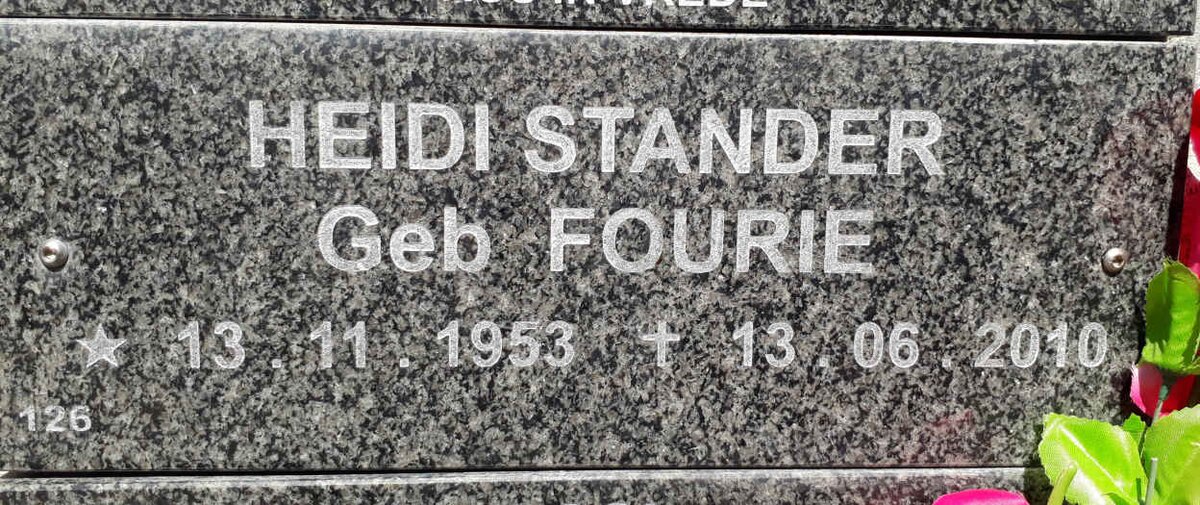 HEIDI STANDER
Geb FOURIE
★ 13 . 11 . 1953 ✝ 13 . 06 . 2010
126